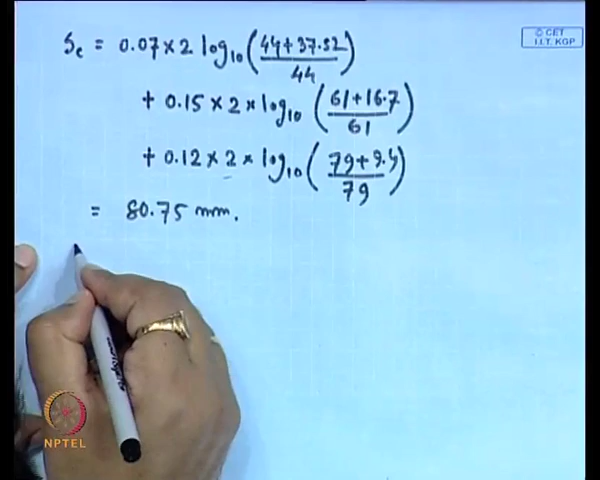 S_c = 0.07 × 2 log₁₀ ((44 + 37.52) / 44)
+ 0.15 × 2 × log₁₀ ((61 + 16.7) / 61)
+ 0.12 × 2 × log₁₀ ((79 + 9.4) / 79)
= 80.75 mm.
© CET
I.I.T. KGP
NPTEL